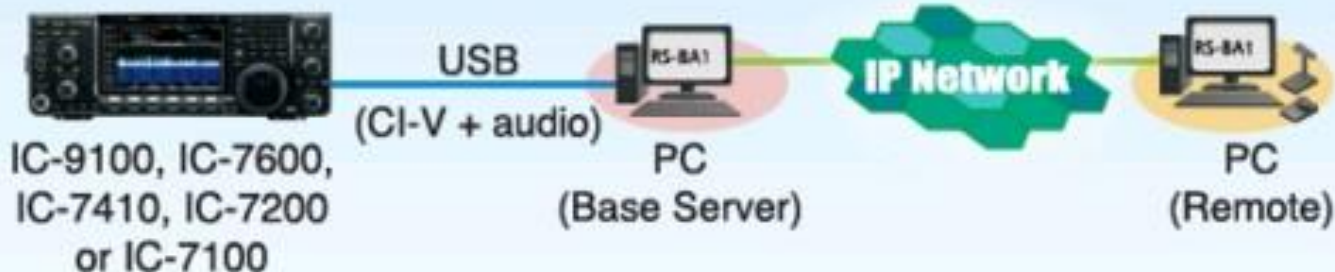 USB
(CI-V + audio)
IC-9100, IC-7600,
IC-7410, IC-7200
or IC-7100
RS-BA1
PC
(Base Server)
IP Network
RS-BA1
PC
(Remote)